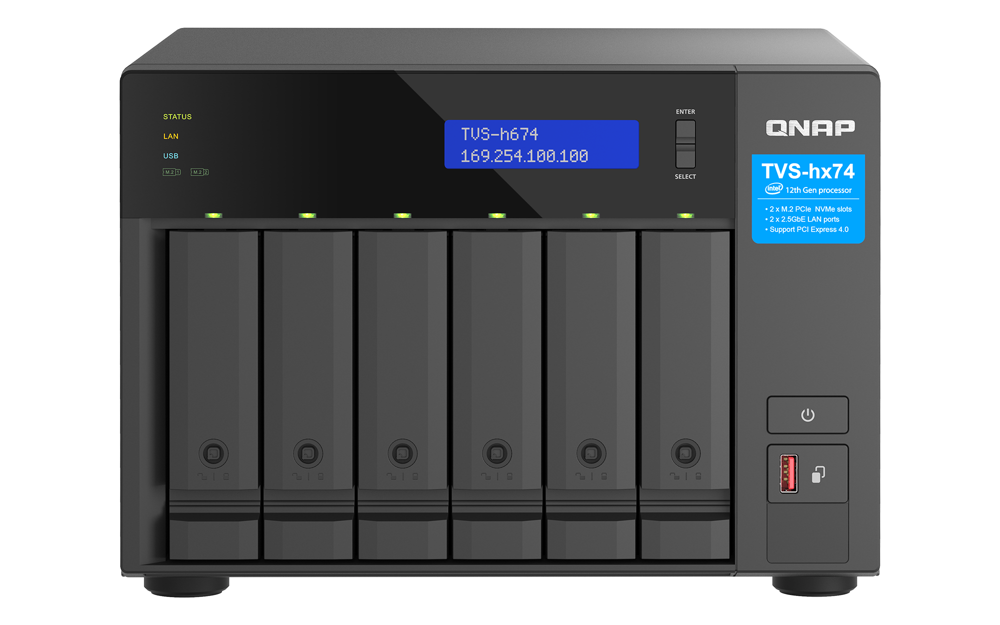 STATUS
LAN
USB
M.2 1
M.2 2
TVS-h674
169.254.100.100
ENTER
SELECT
QNAP
TVS-hx74
intel 12th Gen processor
• 2 x M.2 PCIe NVMe slots
• 2 x 2.5GbE LAN ports
• Support PCI Express 4.0